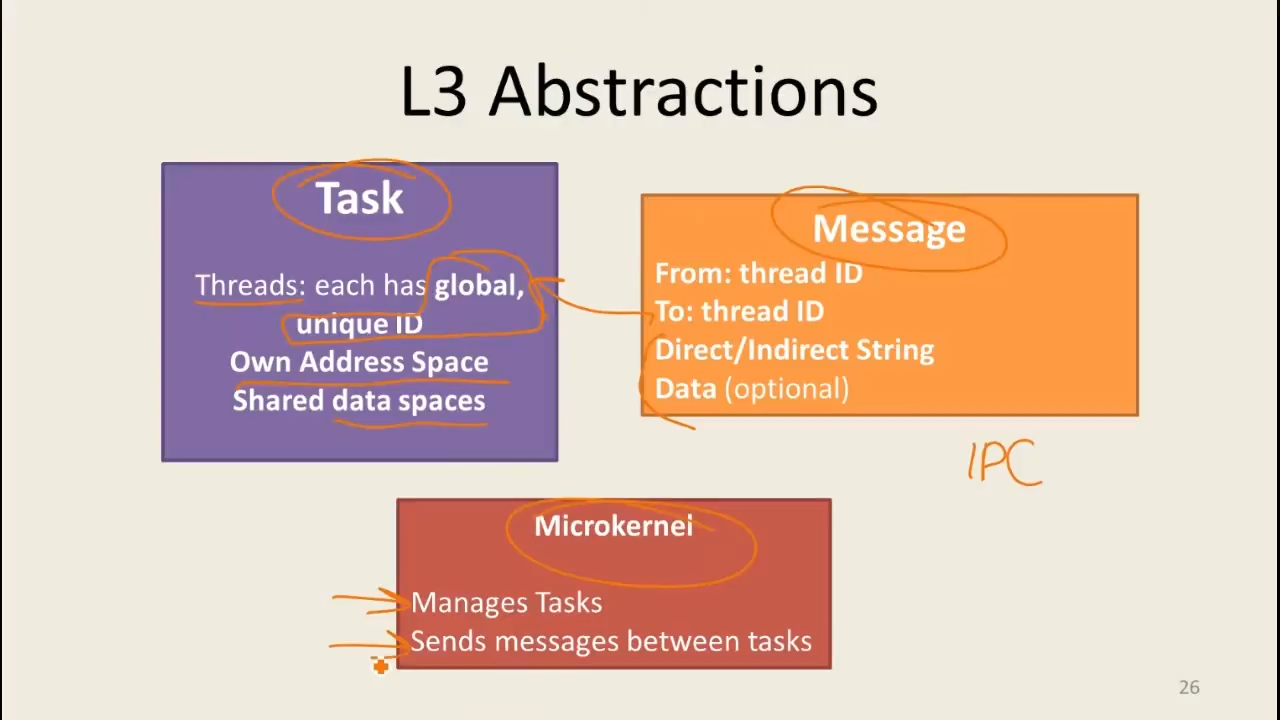 L3 Abstractions
Task
Threads: each has global,
unique ID
Own Address Space
Shared data spaces
Message
From: thread ID
To: thread ID
Direct/Indirect String
Data (optional)
IPC
Microkernel
Manages Tasks
Sends messages between tasks
26